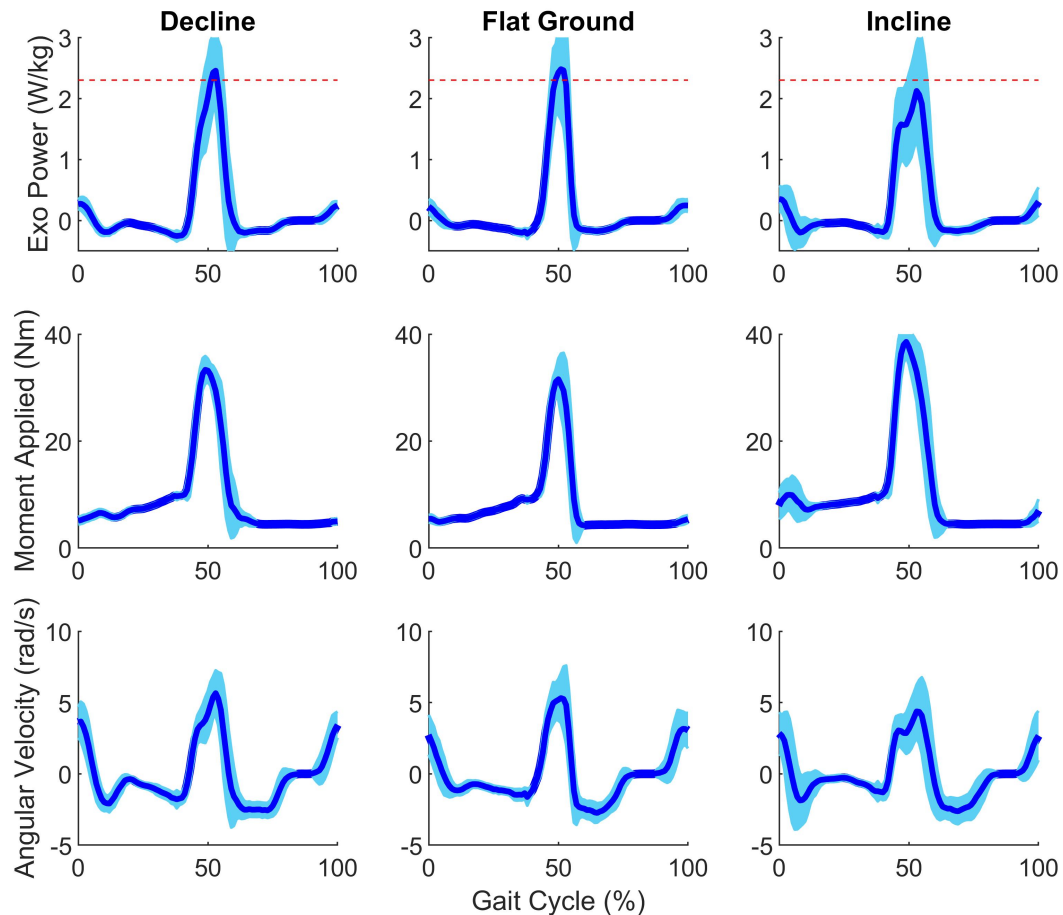 Decline Flat Ground Incline
Exo Power (W/kg)
3 3 3
2 2 2
1 1 1
0 0 0
0 50 100 0 50 100 0 50 100
Moment Applied (Nm)
40 40 40
20 20 20
0 0 0
0 50 100 0 50 100 0 50 100
Angular Velocity (rad/s)
10 10 10
5 5 5
0 0 0
-5 -5 -5
0 50 100 0 50 100 0 50 100
Gait Cycle (%)